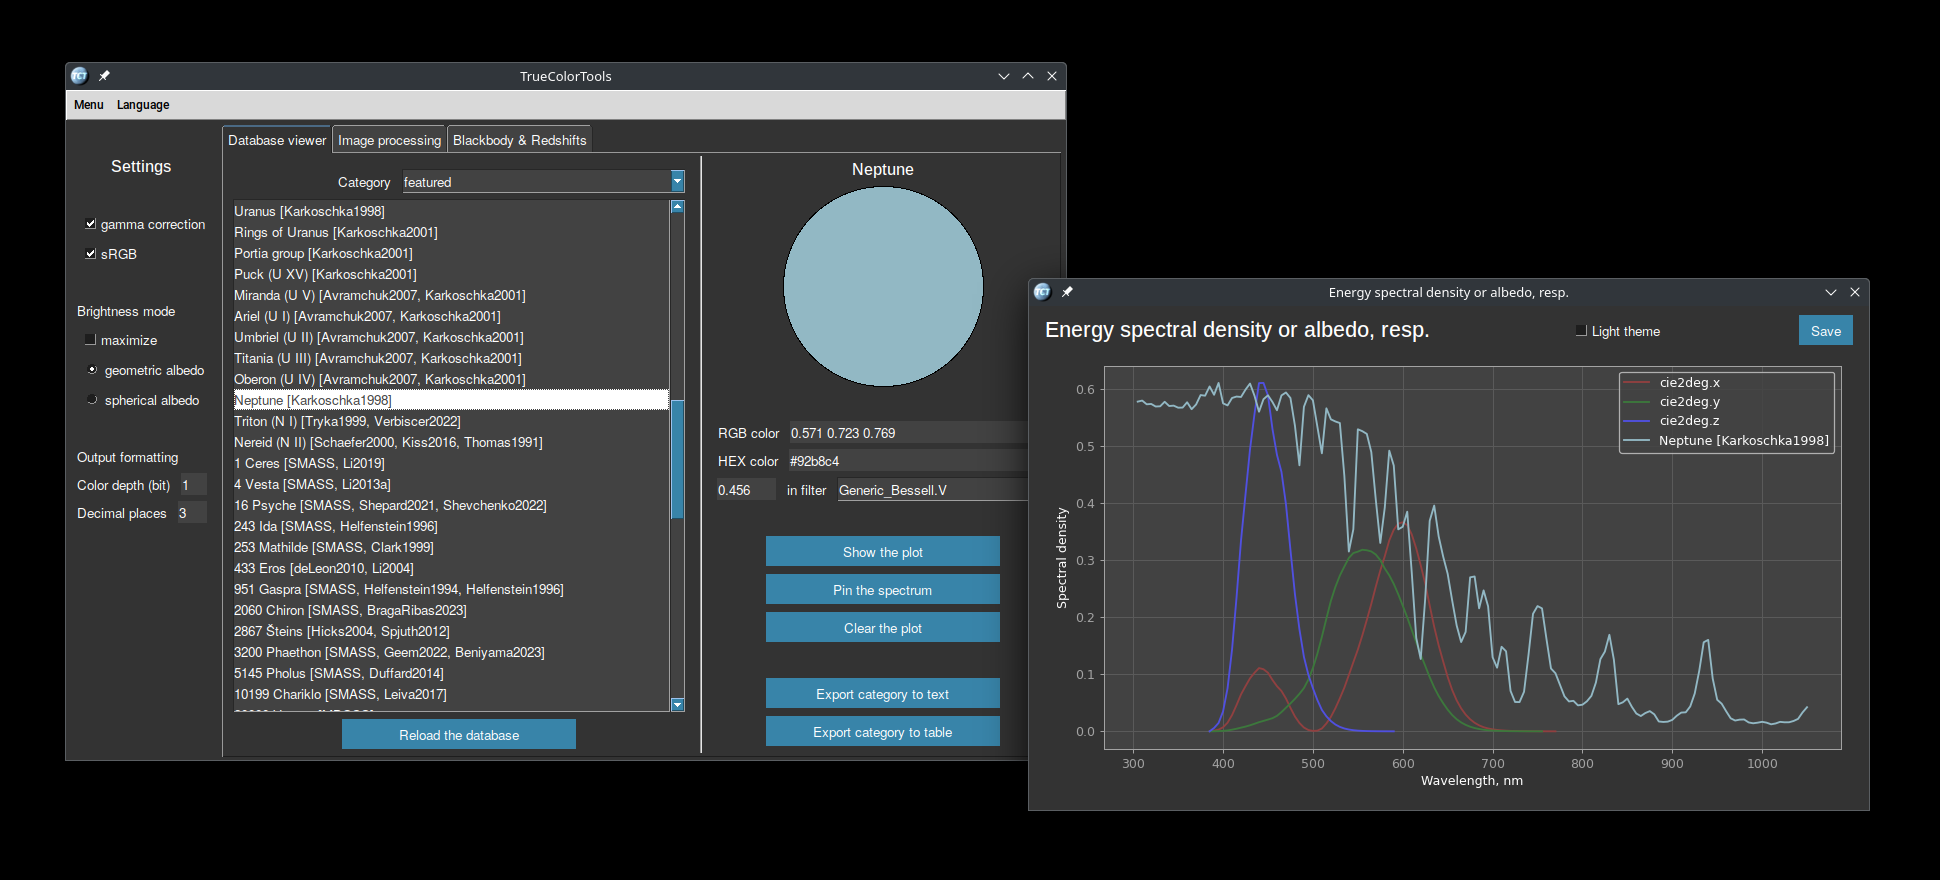 TCT
TrueColorTools
Menu Language
Settings
gamma correction
sRGB
Brightness mode
maximize
geometric albedo
spherical albedo
Output formatting
Color depth (bit) 1
Decimal places 3
Database viewer Image processing Blackbody & Redshifts
Category featured
Uranus [Karkoschka1998]
Rings of Uranus [Karkoschka2001]
Portia group [Karkoschka2001]
Puck (U XV) [Karkoschka2001]
Miranda (U V) [Avramchuk2007, Karkoschka2001]
Ariel (U I) [Avramchuk2007, Karkoschka2001]
Umbriel (U II) [Avramchuk2007, Karkoschka2001]
Titania (U III) [Avramchuk2007, Karkoschka2001]
Oberon (U IV) [Avramchuk2007, Karkoschka2001]
Neptune [Karkoschka1998]
Triton (N I) [Tryka1999, Verbiscer2022]
Nereid (N II) [Schaefer2000, Kiss2016, Thomas1991]
1 Ceres [SMASS, Li2019]
4 Vesta [SMASS, Li2013a]
16 Psyche [SMASS, Shepard2021, Shevchenko2022]
243 Ida [SMASS, Helfenstein1996]
253 Mathilde [SMASS, Clark1999]
433 Eros [deLeon2010, Li2004]
951 Gaspra [SMASS, Helfenstein1994, Helfenstein1996]
2060 Chiron [SMASS, BragaRibas2023]
2867 Šteins [Hicks2004, Spjuth2012]
3200 Phaethon [SMASS, Geem2022, Beniyama2023]
5145 Pholus [SMASS, Duffard2014]
10199 Chariklo [SMASS, Leiva2017]
Reload the database
Neptune
RGB color 0.571 0.723 0.769
HEX color #92b8c4
0.456 in filter Generic_Bessell.V
Show the plot
Pin the spectrum
Clear the plot
Export category to text
Export category to table
TCT
Energy spectral density or albedo, resp.
Energy spectral density or albedo, resp.
Light theme
Save
cie2deg.x
cie2deg.y
cie2deg.z
Neptune [Karkoschka1998]
Spectral density
0.6
0.5
0.4
0.3
0.2
0.1
0.0
300 400 500 600 700 800 900 1000
Wavelength, nm